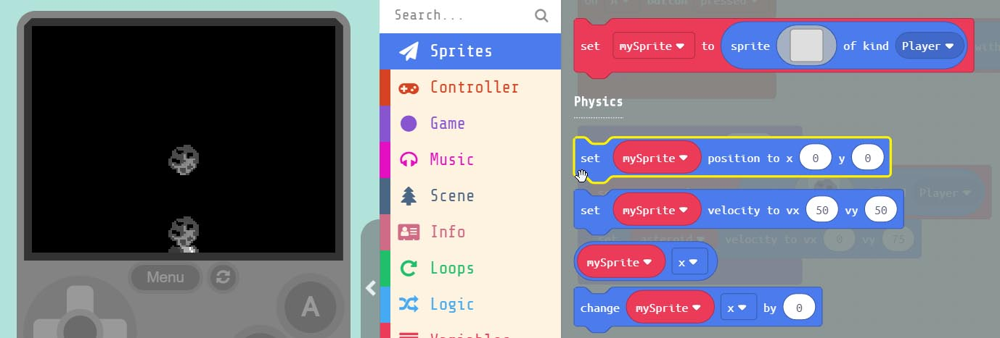 Search...
Sprites
Controller
Game
Music
Scene
Info
Loops
Logic
Variables
Menu
A
on A button pressed
set mySprite to sprite of kind Player
with
Physics
set mySprite position to x 0 y 0
Player
set mySprite velocity to vx 50 vy 50
set asteroid velocity to vx 0 vy 75
mySprite x
change mySprite x by 0